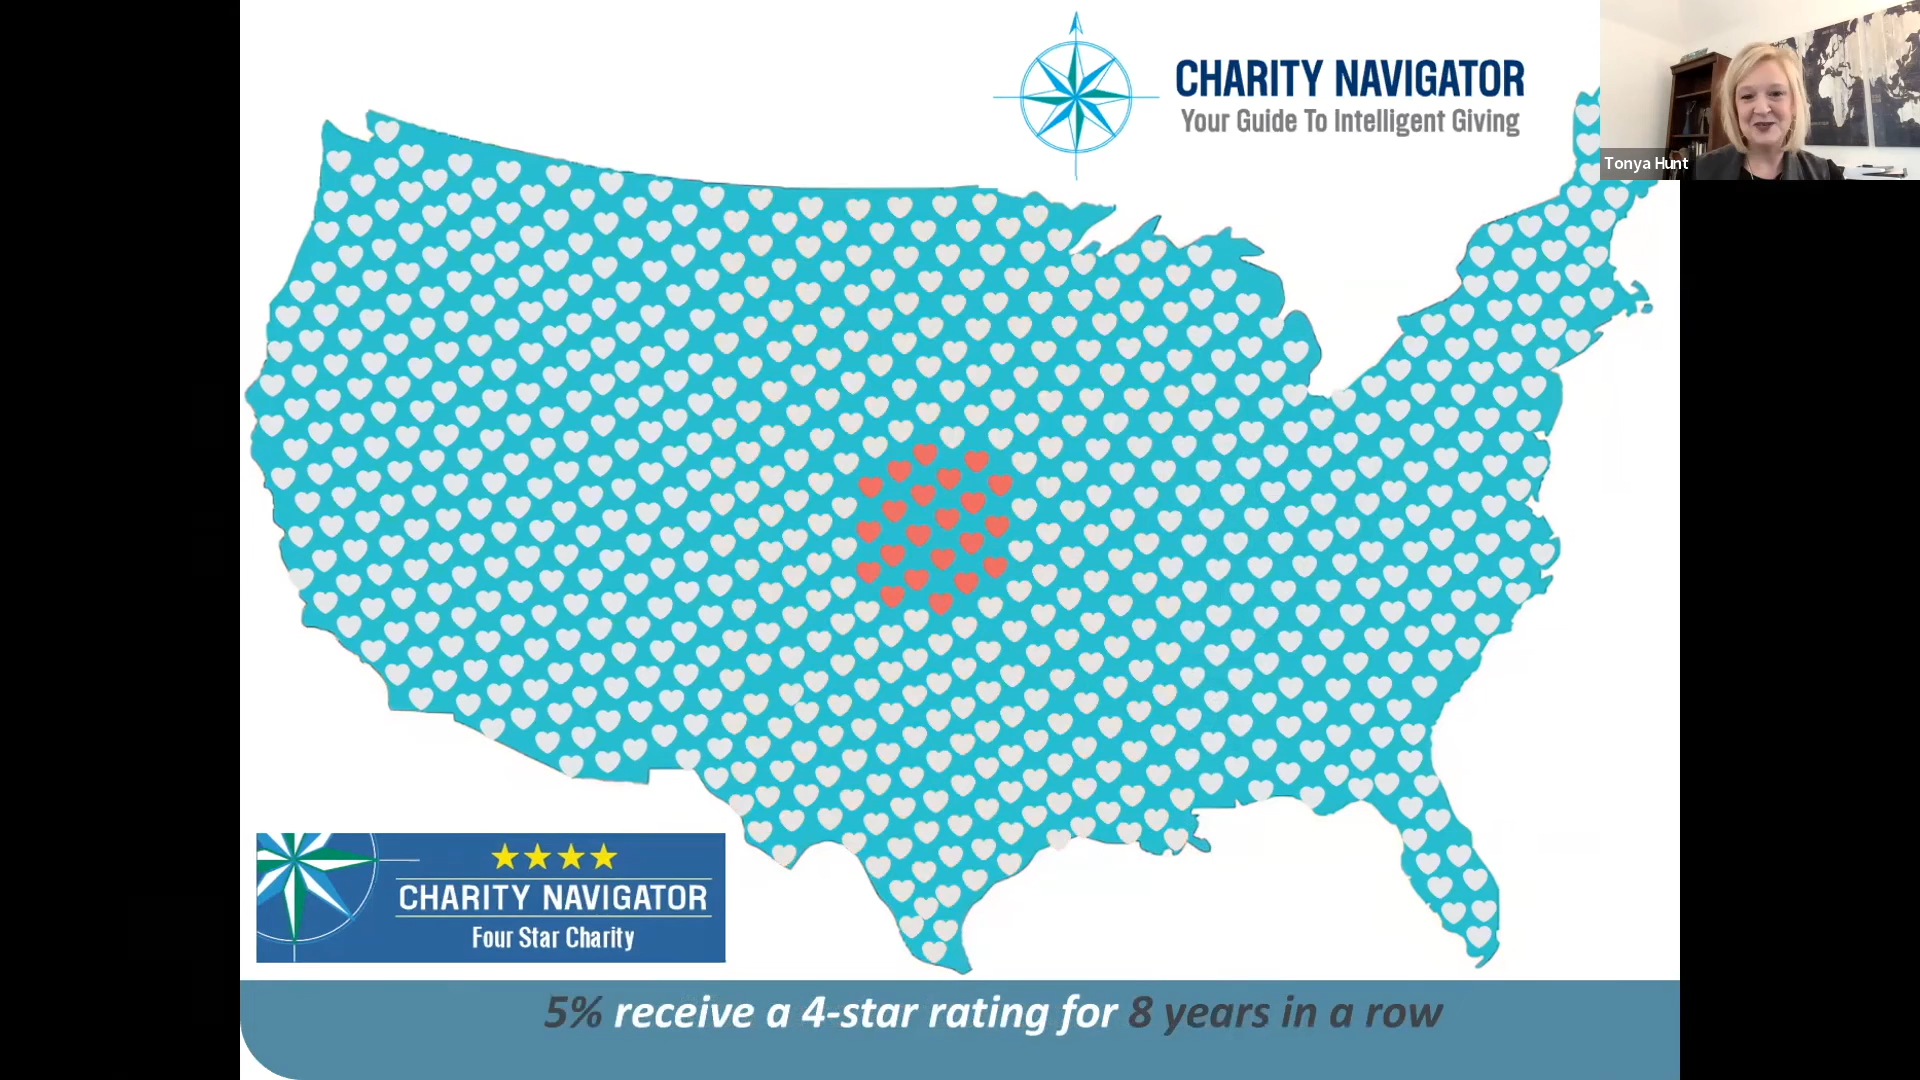 CHARITY NAVIGATOR
Your Guide To Intelligent Giving
Tonya Hunt
CHARITY NAVIGATOR
Four Star Charity
5% receive a 4-star rating for 8 years in a row